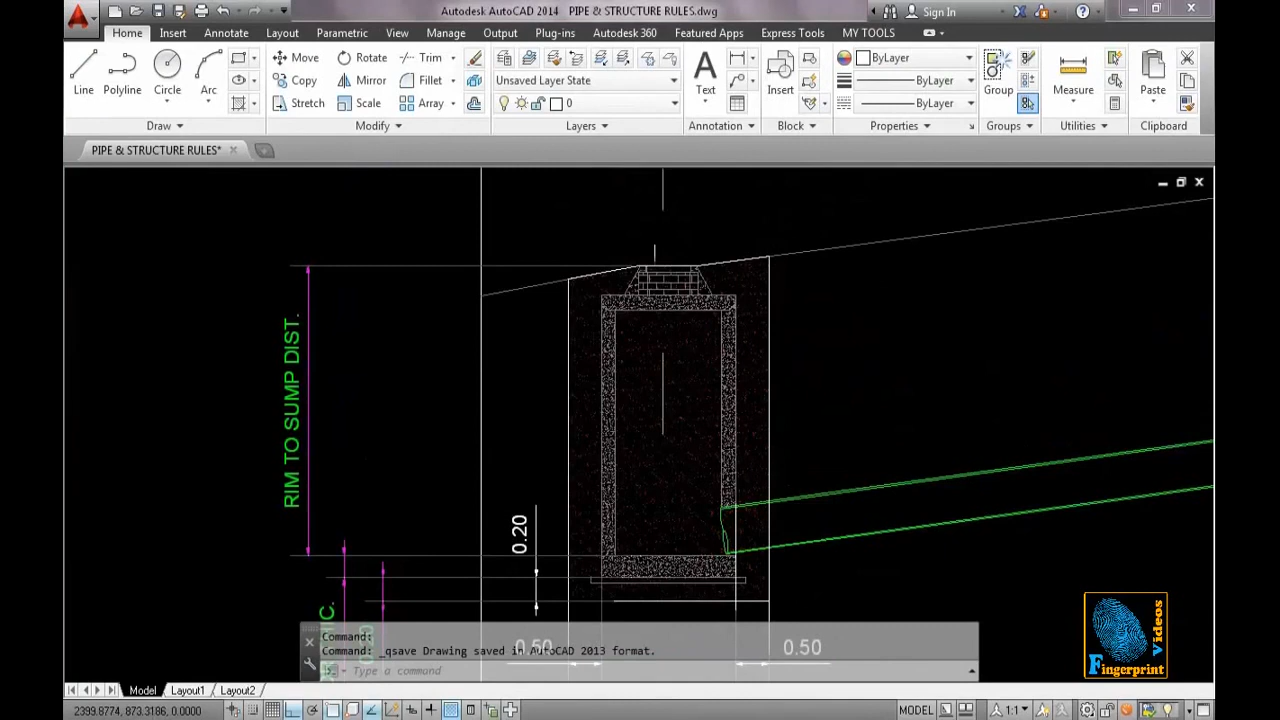 Autodesk AutoCAD 2014 PIPE & STRUCTURE RULES.dwg
Sign In
Home Insert Annotate Layout Parametric View Manage Output Plug-ins Autodesk 360 Featured Apps Express Tools MY TOOLS
Line Polyline Circle Arc
Move Rotate Trim
Copy Mirror Fillet
Stretch Scale Array
Unsaved Layer State
0
Text
Insert
ByLayer
ByLayer
ByLayer
Group
Measure
Paste
Draw Modify Layers Annotation Block Properties Groups Utilities Clipboard
PIPE & STRUCTURE RULES*
RIM TO SUMP DIST.
0.20
0.50
0.50
Command:
Command: _qsave Drawing saved in AutoCAD 2013 format.
Type a command
Fingerprint
Videos
Model Layout1 Layout2
2399.8774, 873.3186, 0.0000
MODEL
1:1